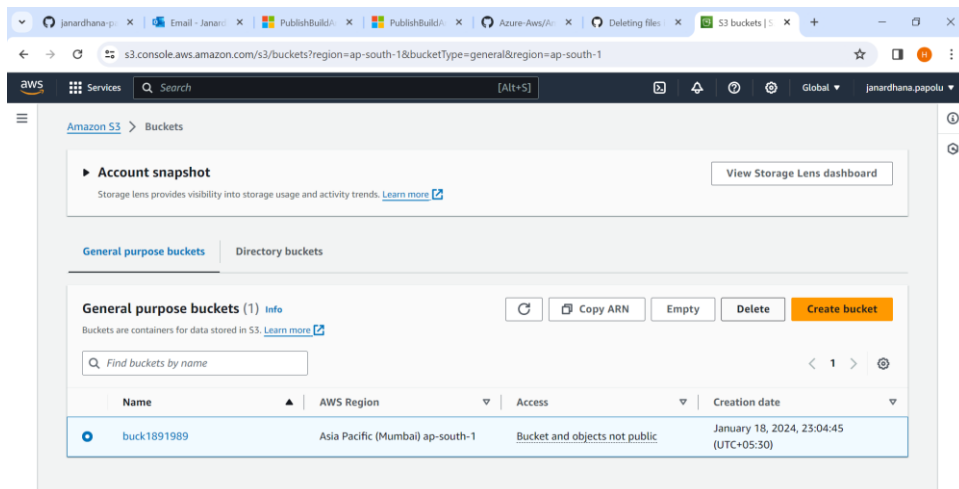 janardhana-pa
Email - Janard
PublishBuildA
PublishBuildA
Azure-Aws/Ar
Deleting files i
S3 buckets | S
s3.console.aws.amazon.com/s3/buckets?region=ap-south-1&bucketType=general&region=ap-south-1
H
aws
Services
Search
[Alt+S]
Global
janardhana.papolu
Amazon S3 > Buckets
Account snapshot
View Storage Lens dashboard
Storage lens provides visibility into storage usage and activity trends. Learn more
General purpose buckets
Directory buckets
General purpose buckets (1) Info
Copy ARN
Empty
Delete
Create bucket
Buckets are containers for data stored in S3. Learn more
Find buckets by name
1
Name
AWS Region
Access
Creation date
buck1891989
Asia Pacific (Mumbai) ap-south-1
Bucket and objects not public
January 18, 2024, 23:04:45
(UTC+05:30)